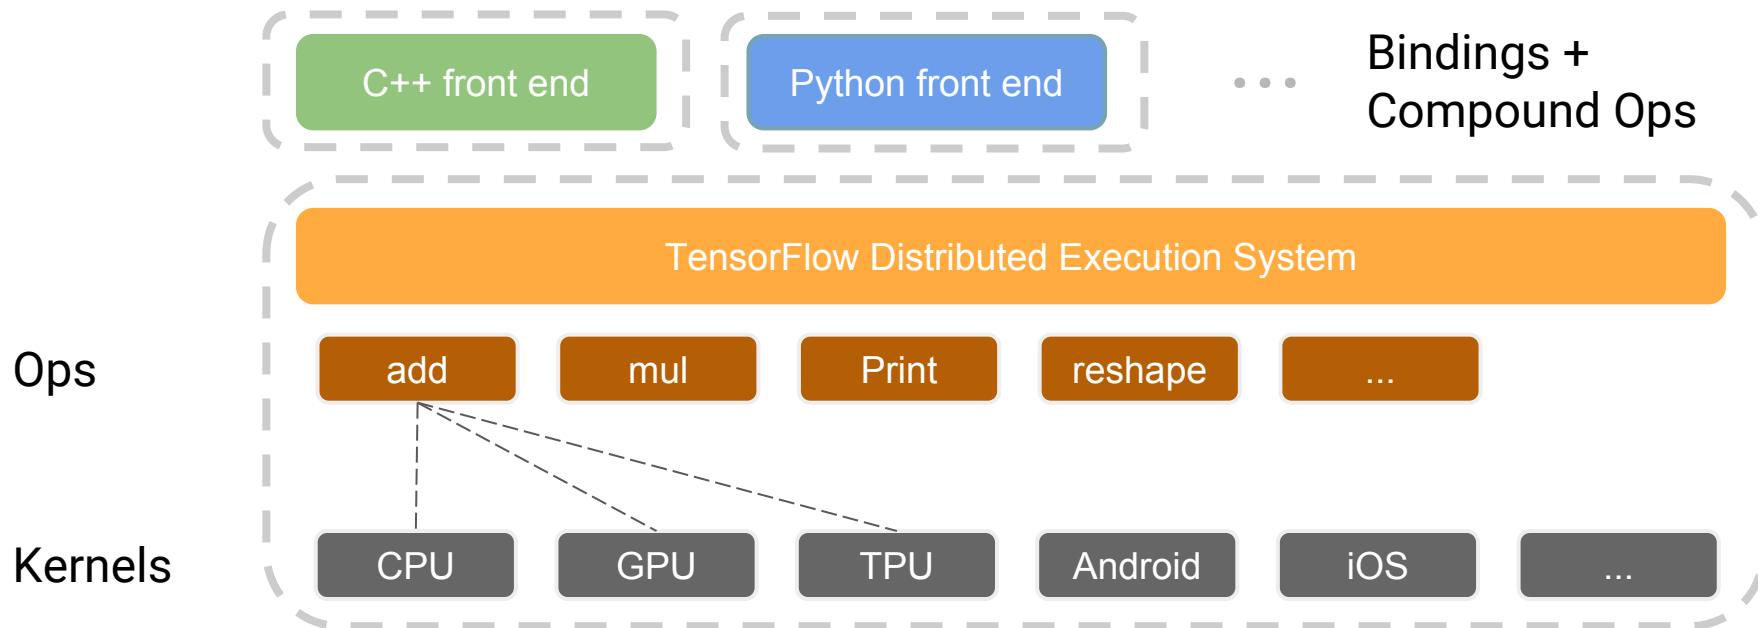 C++ front end
Python front end
...
Bindings +
Compound Ops
TensorFlow Distributed Execution System
Ops
add
mul
Print
reshape
...
Kernels
CPU
GPU
TPU
Android
iOS
...